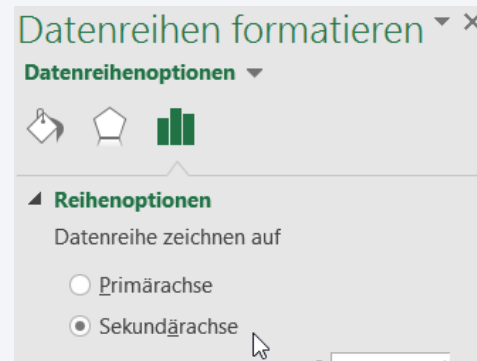 Datenreihen formatieren
Datenreihenoptionen
Reihenoptionen
Datenreihe zeichnen auf
Primärachse
Sekundärachse